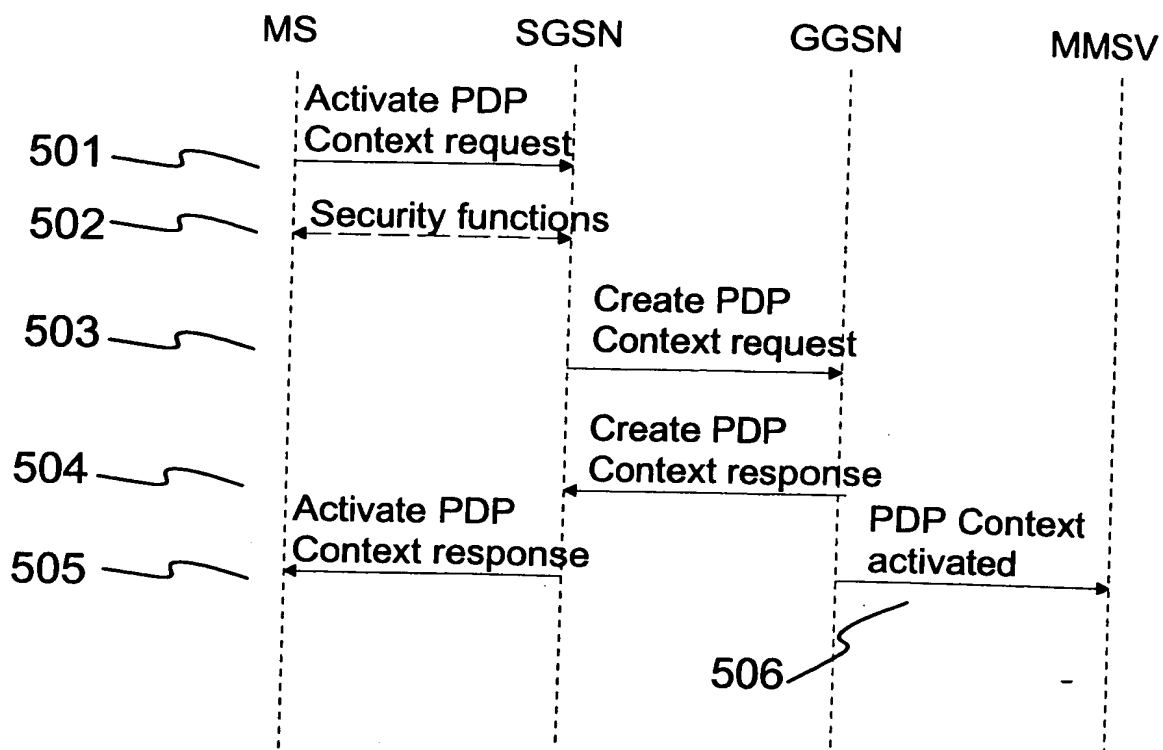 MS SGSN GGSN MMSV
Activate PDP
Context request
501
Security functions
502
Create PDP
Context request
503
Create PDP
Context response
504
Activate PDP
Context response
505
PDP Context
activated
506